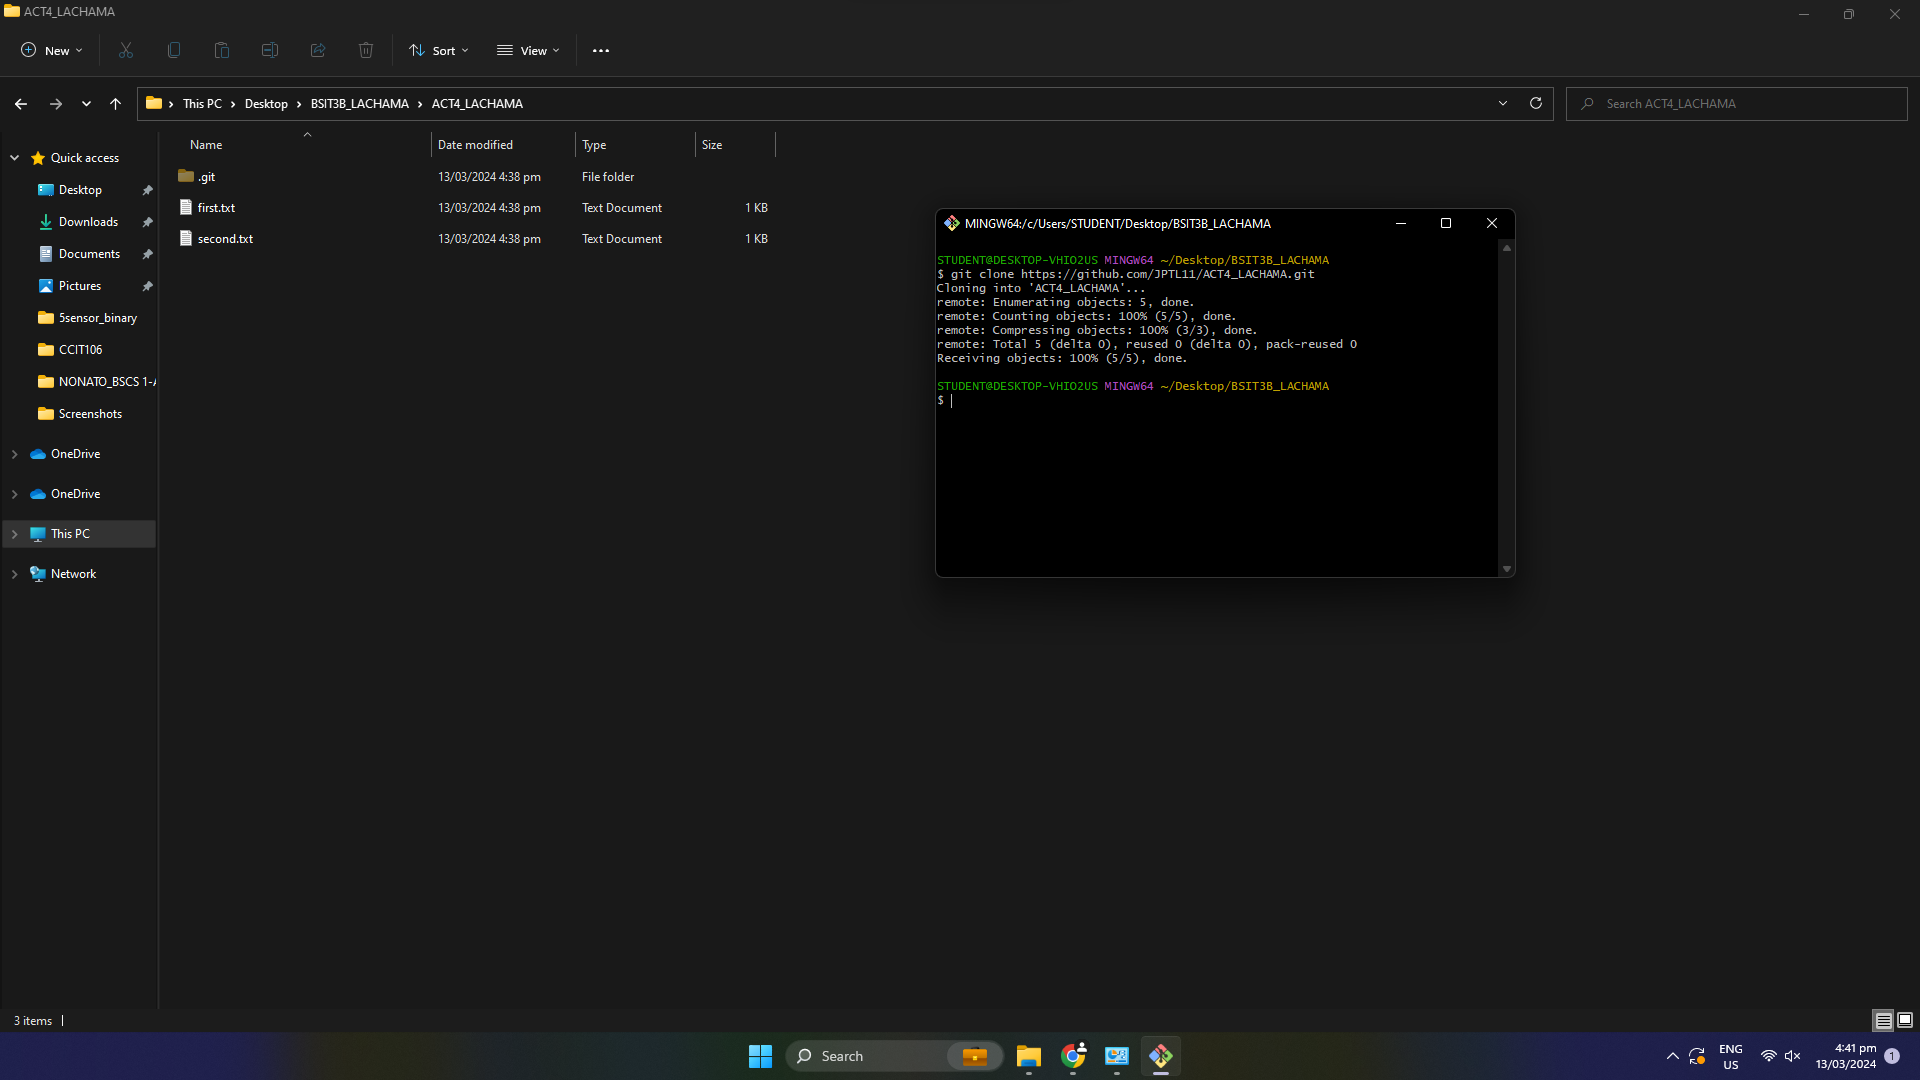 ACT4_LACHAMA
New
Sort
View
This PC > Desktop > BSIT3B_LACHAMA > ACT4_LACHAMA
Search ACT4_LACHAMA
Quick access
Desktop
Downloads
Documents
Pictures
5sensor_binary
CCIT106
NONATO_BSCS 1-A
Screenshots
OneDrive
OneDrive
This PC
Network
Name Date modified Type Size
.git 13/03/2024 4:38 pm File folder
first.txt 13/03/2024 4:38 pm Text Document 1 KB
second.txt 13/03/2024 4:38 pm Text Document 1 KB
MINGW64:/c/Users/STUDENT/Desktop/BSIT3B_LACHAMA
STUDENT@DESKTOP-VHIO2US MINGW64 ~/Desktop/BSIT3B_LACHAMA
$ git clone https://github.com/JPTL11/ACT4_LACHAMA.git
Cloning into 'ACT4_LACHAMA'...
remote: Enumerating objects: 5, done.
remote: Counting objects: 100% (5/5), done.
remote: Compressing objects: 100% (3/3), done.
remote: Total 5 (delta 0), reused 0 (delta 0), pack-reused 0
Receiving objects: 100% (5/5), done.
STUDENT@DESKTOP-VHIO2US MINGW64 ~/Desktop/BSIT3B_LACHAMA
$
3 items
Search
ENG
US
4:41 pm
13/03/2024
1